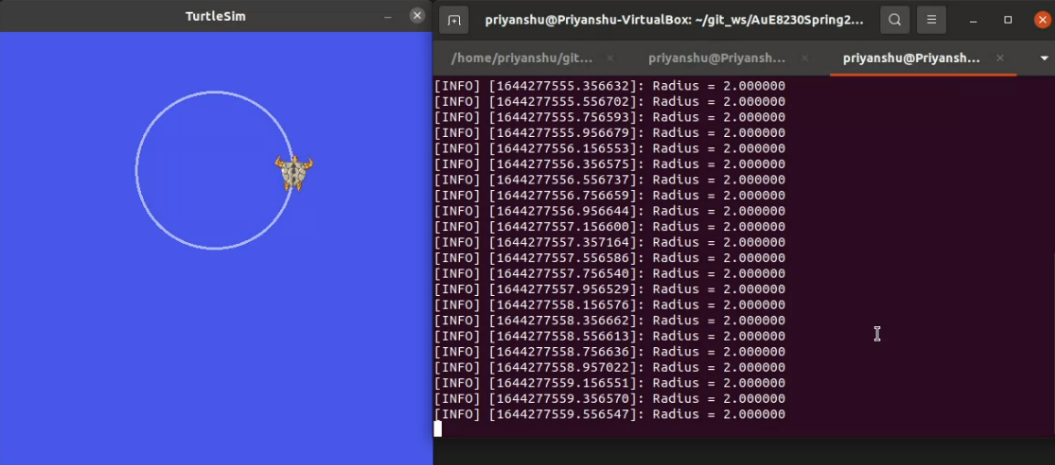 TurtleSim
priyanshu@Priyanshu-VirtualBox: ~/git_ws/AuE8230Spring2...
/home/priyanshu/git...
priyanshu@Priyansh...
priyanshu@Priyansh...
[INFO] [1644277555.356632]: Radius = 2.000000
[INFO] [1644277555.556702]: Radius = 2.000000
[INFO] [1644277555.756593]: Radius = 2.000000
[INFO] [1644277555.956679]: Radius = 2.000000
[INFO] [1644277556.156553]: Radius = 2.000000
[INFO] [1644277556.356575]: Radius = 2.000000
[INFO] [1644277556.556737]: Radius = 2.000000
[INFO] [1644277556.756659]: Radius = 2.000000
[INFO] [1644277556.956644]: Radius = 2.000000
[INFO] [1644277557.156600]: Radius = 2.000000
[INFO] [1644277557.357164]: Radius = 2.000000
[INFO] [1644277557.556586]: Radius = 2.000000
[INFO] [1644277557.756540]: Radius = 2.000000
[INFO] [1644277557.956529]: Radius = 2.000000
[INFO] [1644277558.156576]: Radius = 2.000000
[INFO] [1644277558.356662]: Radius = 2.000000
[INFO] [1644277558.556613]: Radius = 2.000000
[INFO] [1644277558.756636]: Radius = 2.000000
[INFO] [1644277558.957022]: Radius = 2.000000
[INFO] [1644277559.156551]: Radius = 2.000000
[INFO] [1644277559.356570]: Radius = 2.000000
[INFO] [1644277559.556547]: Radius = 2.000000